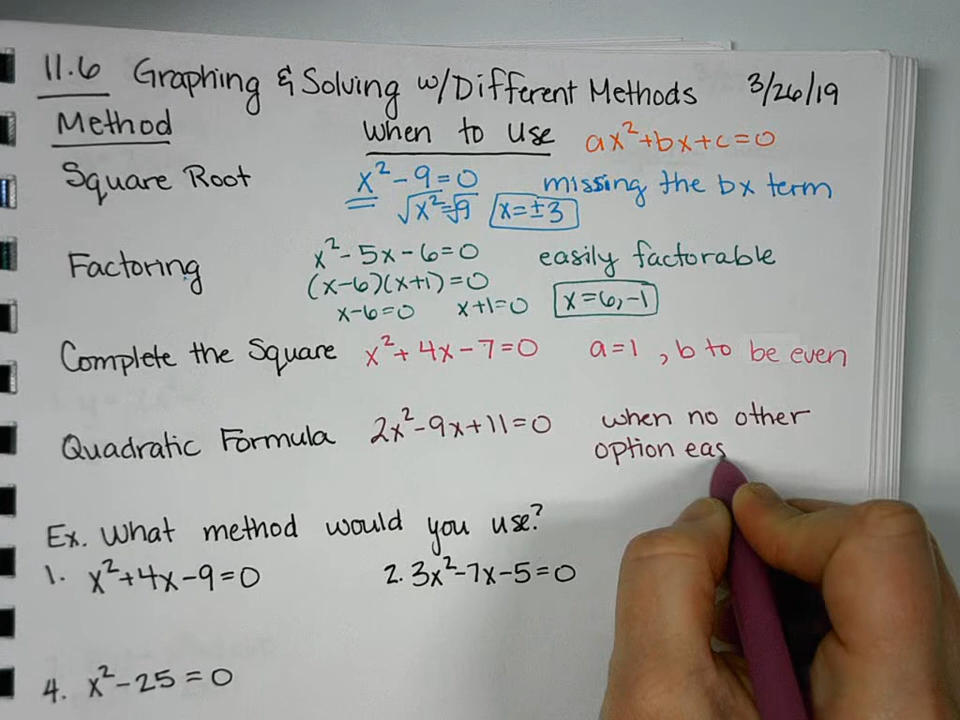 11.6 Graphing & Solving w/Different Methods 3/26/19
Method When to Use ax²+bx+c=0
Square Root x²-9=0 missing the bx term
√x²=√9 x=±3
Factoring x²-5x-6=0 easily factorable
(x-6)(x+1)=0
x-6=0 x+1=0 x=6,-1
Complete the Square x²+4x-7=0 a=1, b to be even
Quadratic Formula 2x²-9x+11=0 when no other
option eas
Ex. What method would you use?
1. x²+4x-9=0 2. 3x²-7x-5=0
4. x²-25=0